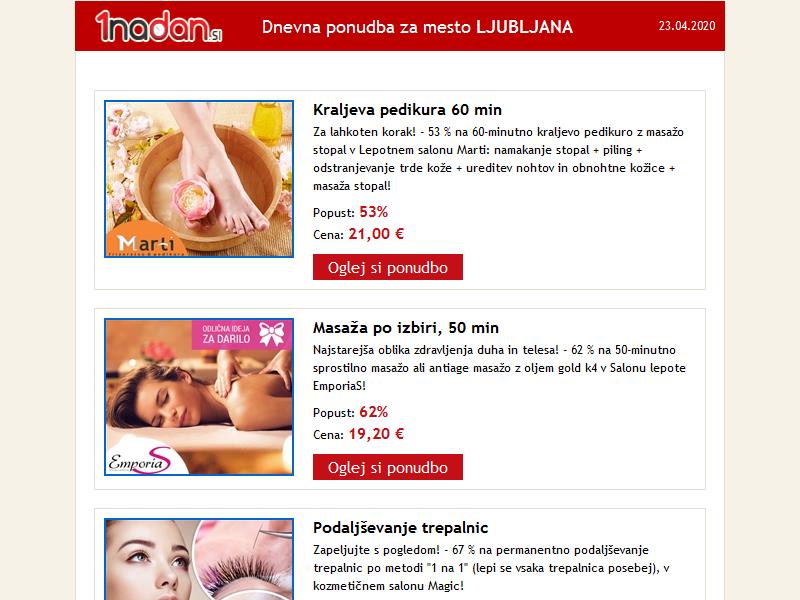 1nadan.si
Dnevna ponudba za mesto LJUBLJANA
23.04.2020
Kraljeva pedikura 60 min
Za lahkoten korak! - 53 % na 60-minutno kraljevo pedikuro z masažo
stopal v Lepotnem salonu Marti: namakanje stopal + piling +
odstranjevanje trde kože + ureditev nohtov in obnohtne kožice +
masaža stopal!
Popust: 53%
Cena: 21,00 €
Oglej si ponudbo
Marti
Masaža po izbiri, 50 min
Najstarejša oblika zdravljenja duha in telesa! - 62 % na 50-minutno
sprostilno masažo ali antiage masažo z oljem gold k4 v Salonu lepote
EmporiaS!
Popust: 62%
Cena: 19,20 €
Oglej si ponudbo
ODLIČNA IDEJA
ZA DARILO
EmporiaS
Podaljševanje trepalnic
Zapeljujte s pogledom! - 67 % na permanentno podaljševanje
trepalnic po metodi "1 na 1" (lepi se vsaka trepalnica posebej), v
kozmetičnem salonu Magic!